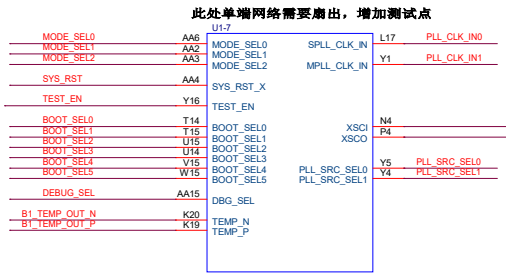 此处单端网络需要扇出，增加测试点
U1-7
MODE_SEL0 AA6 MODE_SEL0 SPLL_CLK_IN L17 PLL_CLK_IN0
MODE_SEL1 AA2 MODE_SEL1
MODE_SEL2 AA3 MODE_SEL2 MPLL_CLK_IN Y1 PLL_CLK_IN1
SYS_RST AA4 SYS_RST_X
TEST_EN Y16 TEST_EN
BOOT_SEL0 T14 BOOT_SEL0 XSCI N4
BOOT_SEL1 T15 BOOT_SEL1 XSCO P4
BOOT_SEL2 U15 BOOT_SEL2
BOOT_SEL3 U14 BOOT_SEL3
BOOT_SEL4 V15 BOOT_SEL4 PLL_SRC_SEL0 Y5 PLL_SRC_SEL0
BOOT_SEL5 W15 BOOT_SEL5 PLL_SRC_SEL1 Y4 PLL_SRC_SEL1
DEBUG_SEL AA15 DBG_SEL
B1_TEMP_OUT_N K20 TEMP_N
B1_TEMP_OUT_P K19 TEMP_P